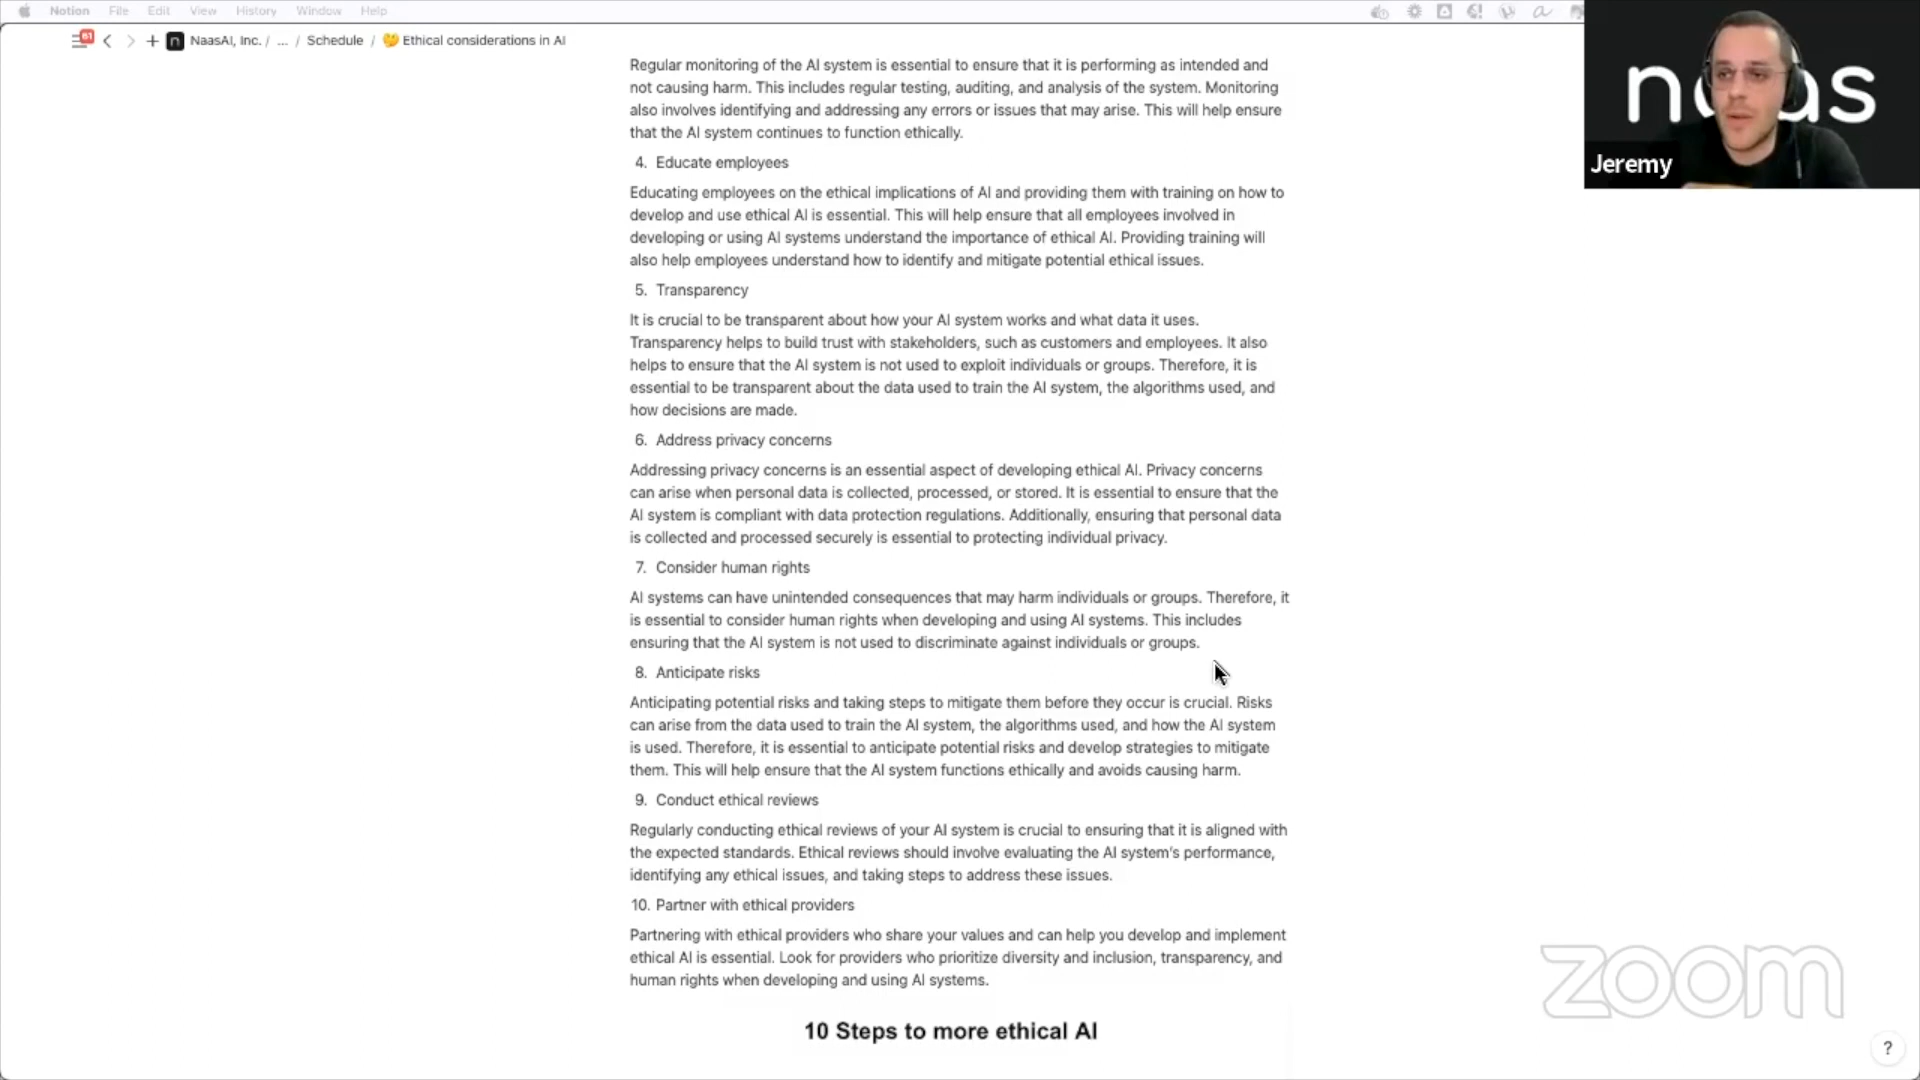 Notion File Edit View History Window Help
61 NaasAI, Inc. / ... / Schedule / Ethical considerations in AI
Regular monitoring of the AI system is essential to ensure that it is performing as intended and
not causing harm. This includes regular testing, auditing, and analysis of the system. Monitoring
also involves identifying and addressing any errors or issues that may arise. This will help ensure
that the AI system continues to function ethically.
4. Educate employees
Educating employees on the ethical implications of AI and providing them with training on how to
develop and use ethical AI is essential. This will help ensure that all employees involved in
developing or using AI systems understand the importance of ethical AI. Providing training will
also help employees understand how to identify and mitigate potential ethical issues.
5. Transparency
It is crucial to be transparent about how your AI system works and what data it uses.
Transparency helps to build trust with stakeholders, such as customers and employees. It also
helps to ensure that the AI system is not used to exploit individuals or groups. Therefore, it is
essential to be transparent about the data used to train the AI system, the algorithms used, and
how decisions are made.
6. Address privacy concerns
Addressing privacy concerns is an essential aspect of developing ethical AI. Privacy concerns
can arise when personal data is collected, processed, or stored. It is essential to ensure that the
AI system is compliant with data protection regulations. Additionally, ensuring that personal data
is collected and processed securely is essential to protecting individual privacy.
7. Consider human rights
AI systems can have unintended consequences that may harm individuals or groups. Therefore, it
is essential to consider human rights when developing and using AI systems. This includes
ensuring that the AI system is not used to discriminate against individuals or groups.
8. Anticipate risks
Anticipating potential risks and taking steps to mitigate them before they occur is crucial. Risks
can arise from the data used to train the AI system, the algorithms used, and how the AI system
is used. Therefore, it is essential to anticipate potential risks and develop strategies to mitigate
them. This will help ensure that the AI system functions ethically and avoids causing harm.
9. Conduct ethical reviews
Regularly conducting ethical reviews of your AI system is crucial to ensuring that it is aligned with
the expected standards. Ethical reviews should involve evaluating the AI system's performance,
identifying any ethical issues, and taking steps to address these issues.
10. Partner with ethical providers
Partnering with ethical providers who share your values and can help you develop and implement
ethical AI is essential. Look for providers who prioritize diversity and inclusion, transparency, and
human rights when developing and using AI systems.
10 Steps to more ethical AI
Jeremy
zoom
?